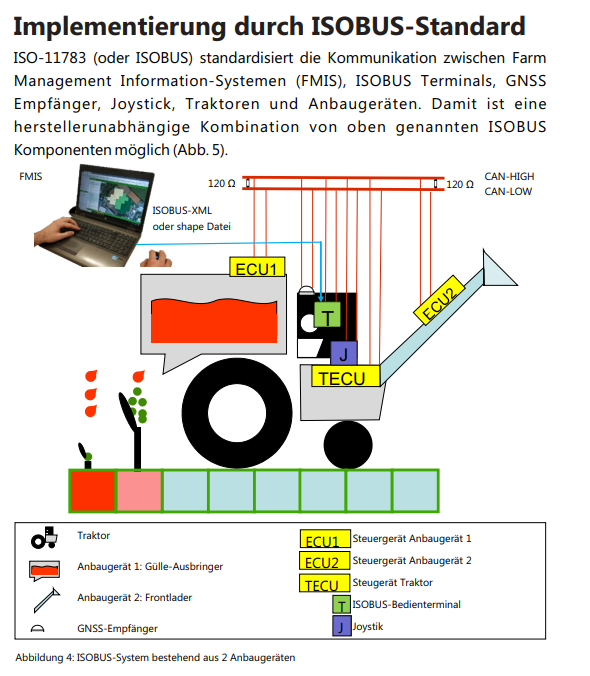 Implementierung durch ISOBUS-Standard
ISO-11783 (oder ISOBUS) standardisiert die Kommunikation zwischen Farm
Management Information-Systemen (FMIS), ISOBUS Terminals, GNSS
Empfänger, Joystick, Traktoren und Anbaugeräten. Damit ist eine
herstellerunabhängige Kombination von oben genannten ISOBUS
Komponenten möglich (Abb. 5).
FMIS
120 Ω
120 Ω
CAN-HIGH
CAN-LOW
ISOBUS-XML
oder shape Datei
ECU1
ECU2
T
J
TECU
Traktor
Anbaugerät 1: Gülle-Ausbringer
Anbaugerät 2: Frontlader
GNSS-Empfänger
ECU1 Steuergerät Anbaugerät 1
ECU2 Steuergerät Anbaugerät 2
TECU Steugerät Traktor
T ISOBUS-Bedienterminal
J Joystik
Abbildung 4: ISOBUS-System bestehend aus 2 Anbaugeräten